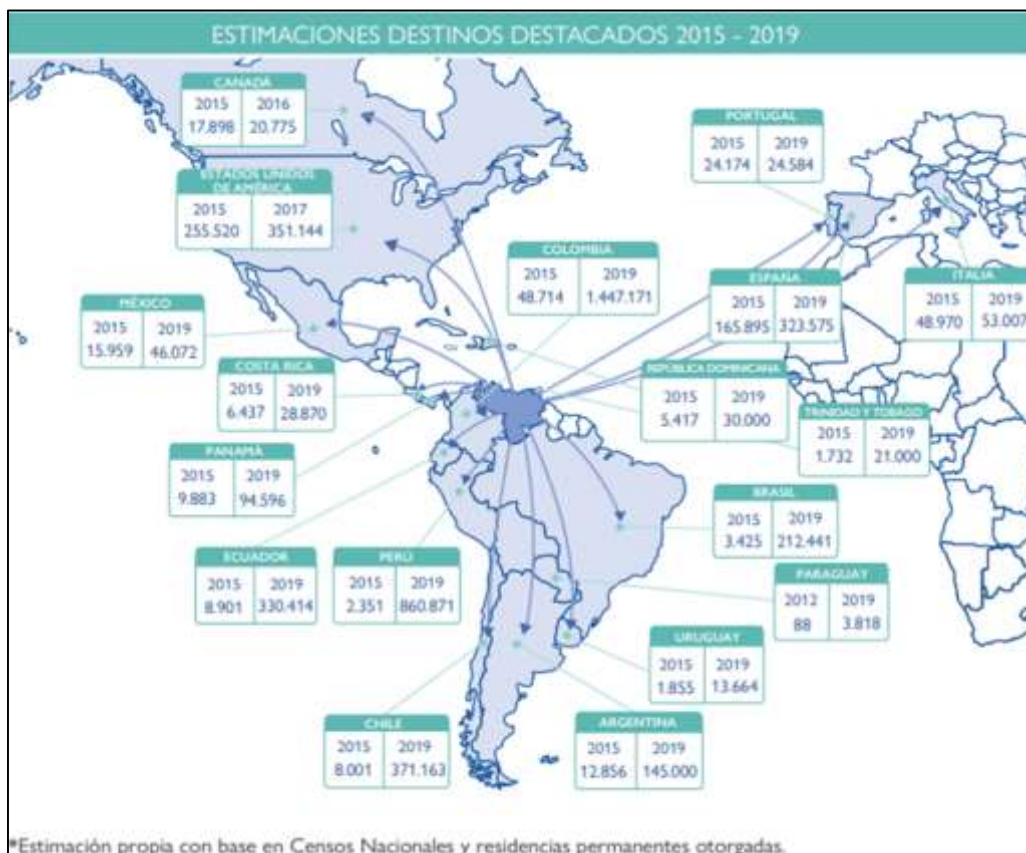 ESTIMACIONES DESTINOS DESTACADOS 2015 - 2019
CANADÁ
2015 2016
17.898 20.775
PORTUGAL
2015 2019
24.174 24.584
ESTADOS UNIDOS
DE AMÉRICA
2015 2017
255.520 351.144
COLOMBIA
2015 2019
48.714 1.447.171
ESPAÑA
2015 2019
165.895 323.575
ITALIA
2015 2019
48.970 53.007
MÉXICO
2015 2019
15.959 46.072
COSTA RICA
2015 2019
6.437 28.870
REPÚBLICA DOMINICANA
2015 2019
5.417 30.000
TRINIDAD Y TOBAGO
2015 2019
1.732 21.000
PANAMÁ
2015 2019
9.883 94.596
BRASIL
2015 2019
3.425 212.441
ECUADOR
2015 2019
8.901 330.414
PERÚ
2015 2019
2.351 860.871
PARAGUAY
2012 2019
88 3.818
URUGUAY
2015 2019
1.855 13.664
CHILE
2015 2019
8.001 371.163
ARGENTINA
2015 2019
12.856 145.000
*Estimación propia con base en Censos Nacionales y residencias permanentes otorgadas.